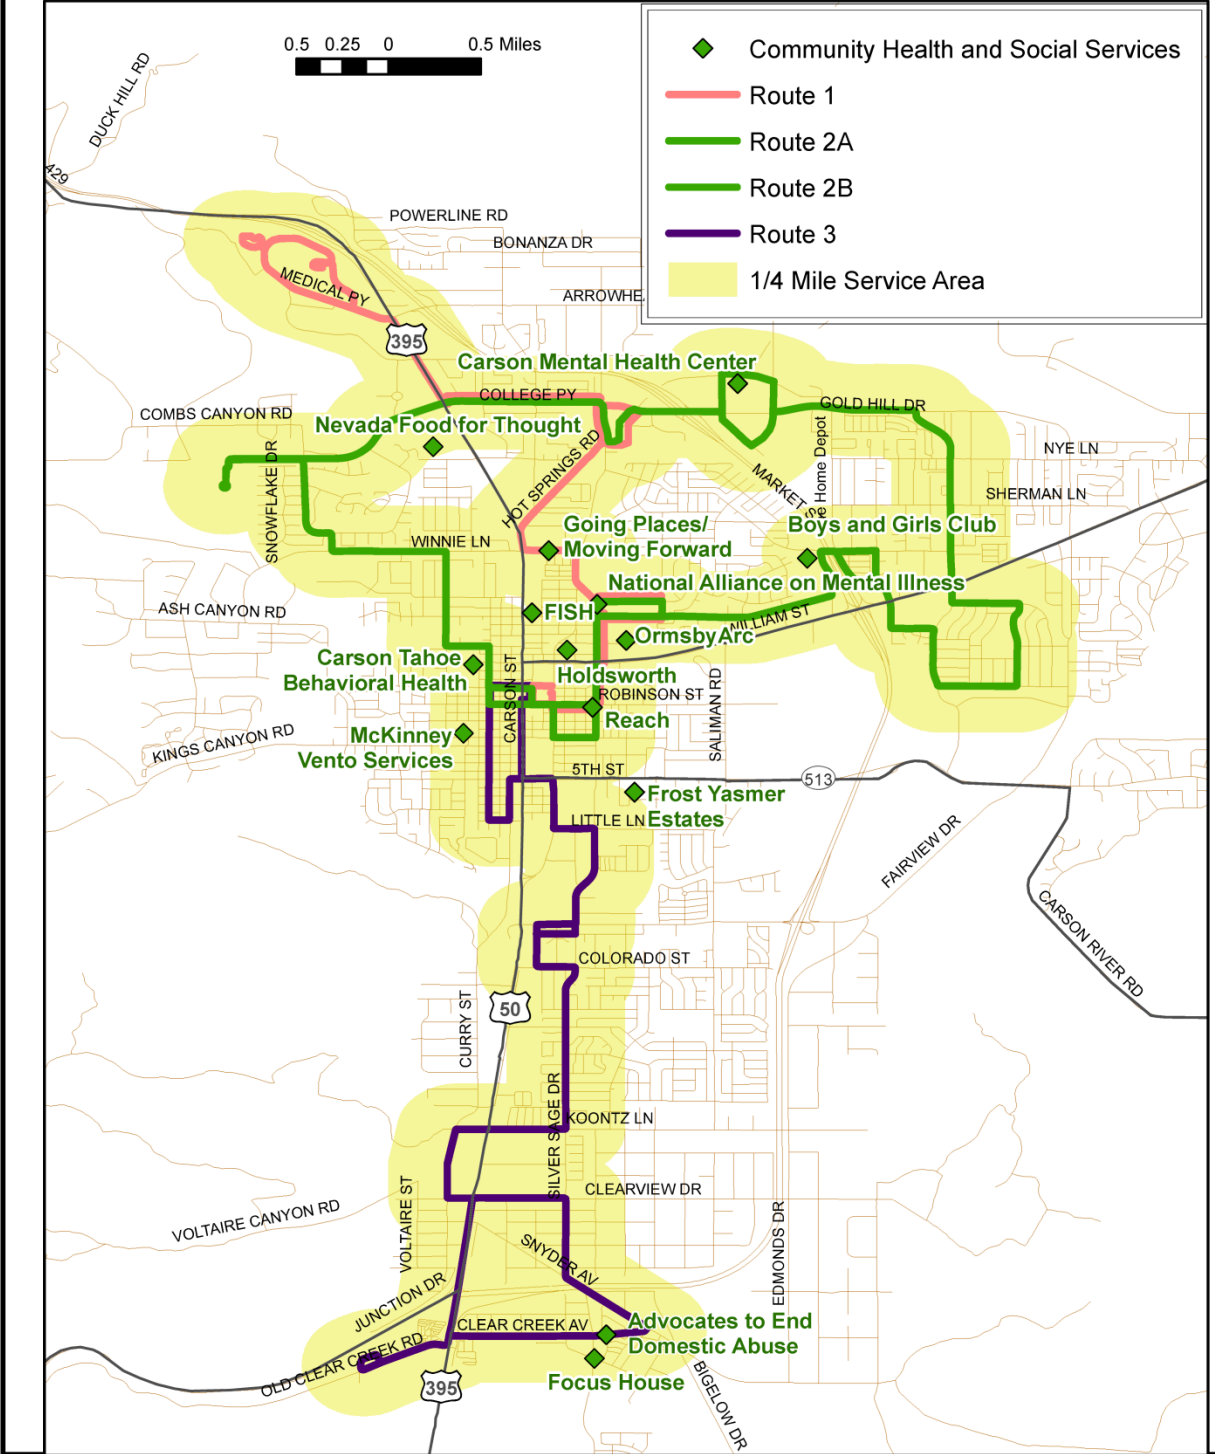 0.5 0.25 0 0.5 Miles
Community Health and Social Services
Route 1
Route 2A
Route 2B
Route 3
1/4 Mile Service Area
DUCK HILL RD
429
POWERLINE RD
BONANZA DR
MEDICAL PY
ARROWHE
395
Carson Mental Health Center
COLLEGE PY
COMBS CANYON RD
GOLD HILL DR
Nevada Food for Thought
HOT SPRINGS RD
SNOWFLAKE DR
Home Depot
NYE LN
MARKET S
SHERMAN LN
Going Places/
Moving Forward
Boys and Girls Club
WINNIE LN
National Alliance on Mental Illness
ASH CANYON RD
FISH
WILLIAM ST
OrmsbyArc
Carson Tahoe
Behavioral Health
CARSON ST
Holdsworth
ROBINSON ST
SALIMAN RD
Reach
KINGS CANYON RD
McKinney
Vento Services
5TH ST
513
Frost Yasmer
Estates
LITTLE LN
FAIRVIEW DR
CARSON RIVER RD
COLORADO ST
50
CURRY ST
SILVER SAGE DR
KOONTZ LN
CLEARVIEW DR
VOLTAIRE ST
VOLTAIRE CANYON RD
EDMONDS DR
SNYDER AV
JUNCTION DR
CLEAR CREEK AV
Advocates to End
Domestic Abuse
OLD CLEAR CREEK RD
395
Focus House
BIGELOW DR